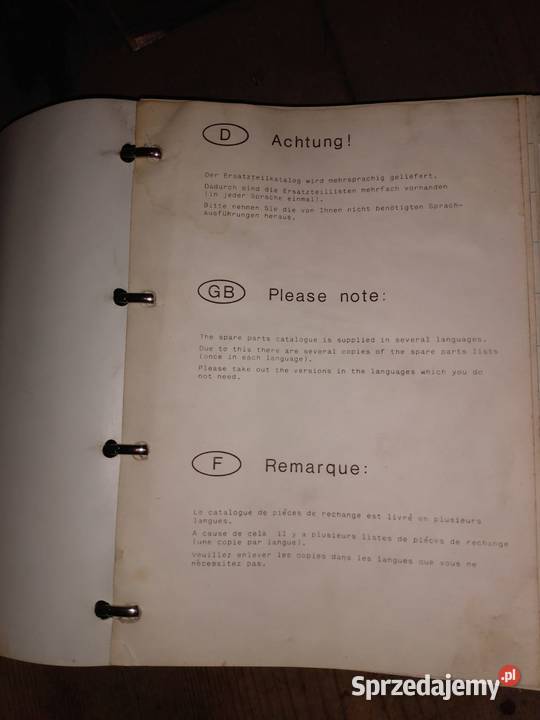 D Achtung!
Der Ersatzteilkatalog wird mehrsprachig geliefert.
Dadurch sind die Ersatzteillisten mehrfach vorhanden
(in jeder Sprache einmal).
Bitte nehmen Sie die von Ihnen nicht benötigten Sprach-
ausführungen heraus.
GB Please note:
The spare parts catalogue is supplied in several languages.
Due to this there are several copies of the spare parts lists
(once in each language).
Please take out the versions in the languages which you do
not need.
F Remarque:
Le catalogue de piéces de rechange est livré en plusieurs
langues.
A cause de cela il y a plusieurs listes de piéces de rechange
(une copie par langue).
Veuillez enlever les copies dans les langues que vous ne
nécessitez pas.
Sprzedajemy.pl